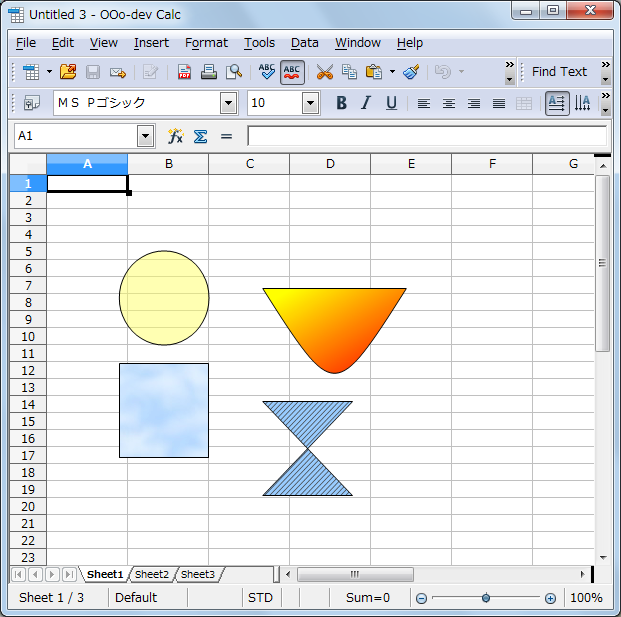 Untitled 3 - OOo-dev Calc
File Edit View Insert Format Tools Data Window Help
ABC ABC Find Text
ＭＳ Ｐゴシック 10 B I U
A1
A B C D E F G
1
2
3
4
5
6
7
8
9
10
11
12
13
14
15
16
17
18
19
20
21
22
23
Sheet1 Sheet2 Sheet3
Sheet 1 / 3 Default STD Sum=0 100%